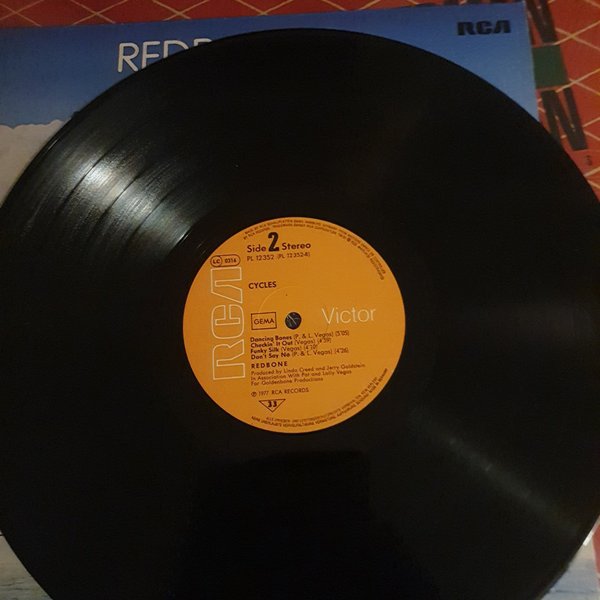 RCA
REDB
Side 2 Stereo
PL 12352 (PL 12352-B)
LC 0316
CYCLES
RCA
Victor
GEMA
Dancing Bones (P. & L. Vegas) (5'05)
Checkin' It Out (Vegas) (4'59)
Funky Silk (Vegas) (4'10)
Don't Say No (P. & L. Vegas) (4'26)
REDBONE
Produced by Linda Creed and Jerry Goldstein
In Association With Pat and Lolly Vegas
For Goldenbone Productions
Ⓟ 1977 RCA RECORDS
33